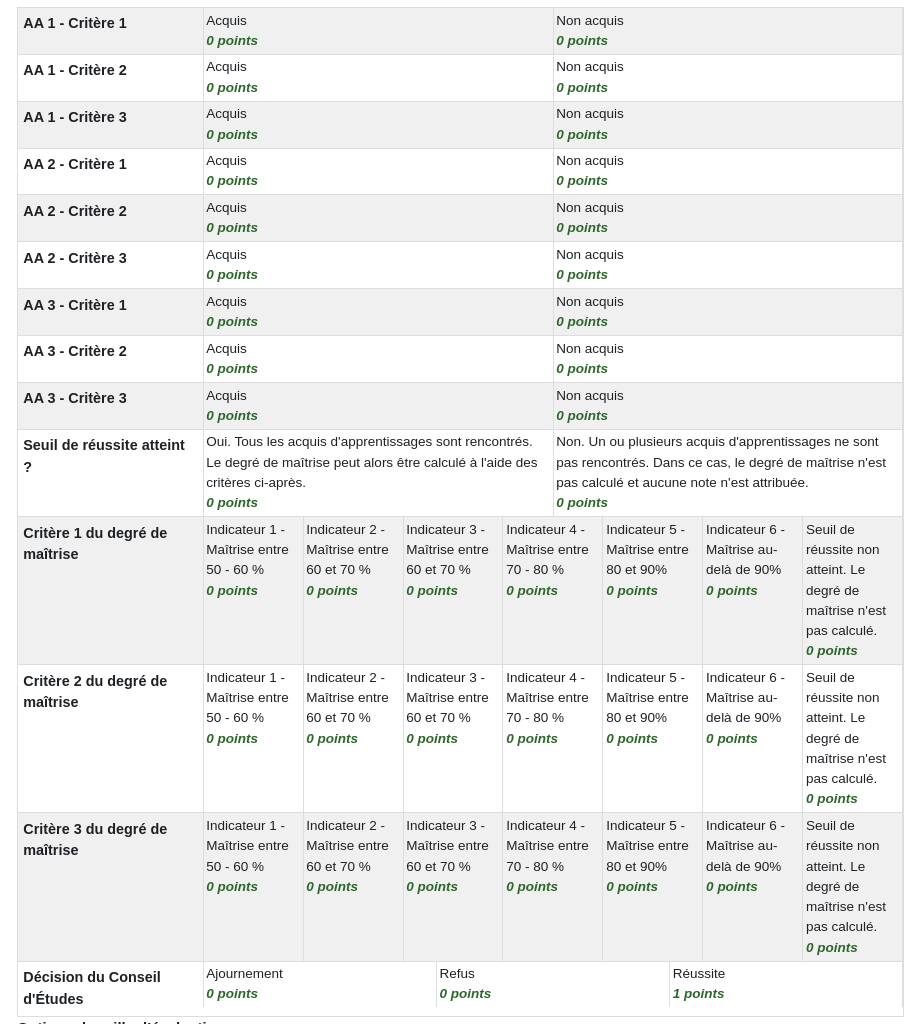 AA 1 - Critère 1
Acquis
0 points
Non acquis
0 points
AA 1 - Critère 2
Acquis
0 points
Non acquis
0 points
AA 1 - Critère 3
Acquis
0 points
Non acquis
0 points
AA 2 - Critère 1
Acquis
0 points
Non acquis
0 points
AA 2 - Critère 2
Acquis
0 points
Non acquis
0 points
AA 2 - Critère 3
Acquis
0 points
Non acquis
0 points
AA 3 - Critère 1
Acquis
0 points
Non acquis
0 points
AA 3 - Critère 2
Acquis
0 points
Non acquis
0 points
AA 3 - Critère 3
Acquis
0 points
Non acquis
0 points
Seuil de réussite atteint
?
Oui. Tous les acquis d'apprentissages sont rencontrés.
Le degré de maîtrise peut alors être calculé à l'aide des
critères ci-après.
0 points
Non. Un ou plusieurs acquis d'apprentissages ne sont
pas rencontrés. Dans ce cas, le degré de maîtrise n'est
pas calculé et aucune note n'est attribuée.
0 points
Critère 1 du degré de
maîtrise
Indicateur 1 -
Maîtrise entre
50 - 60 %
0 points
Indicateur 2 -
Maîtrise entre
60 et 70 %
0 points
Indicateur 3 -
Maîtrise entre
60 et 70 %
0 points
Indicateur 4 -
Maîtrise entre
70 - 80 %
0 points
Indicateur 5 -
Maîtrise entre
80 et 90%
0 points
Indicateur 6 -
Maîtrise au-
delà de 90%
0 points
Seuil de
réussite non
atteint. Le
degré de
maîtrise n'est
pas calculé.
0 points
Critère 2 du degré de
maîtrise
Indicateur 1 -
Maîtrise entre
50 - 60 %
0 points
Indicateur 2 -
Maîtrise entre
60 et 70 %
0 points
Indicateur 3 -
Maîtrise entre
60 et 70 %
0 points
Indicateur 4 -
Maîtrise entre
70 - 80 %
0 points
Indicateur 5 -
Maîtrise entre
80 et 90%
0 points
Indicateur 6 -
Maîtrise au-
delà de 90%
0 points
Seuil de
réussite non
atteint. Le
degré de
maîtrise n'est
pas calculé.
0 points
Critère 3 du degré de
maîtrise
Indicateur 1 -
Maîtrise entre
50 - 60 %
0 points
Indicateur 2 -
Maîtrise entre
60 et 70 %
0 points
Indicateur 3 -
Maîtrise entre
60 et 70 %
0 points
Indicateur 4 -
Maîtrise entre
70 - 80 %
0 points
Indicateur 5 -
Maîtrise entre
80 et 90%
0 points
Indicateur 6 -
Maîtrise au-
delà de 90%
0 points
Seuil de
réussite non
atteint. Le
degré de
maîtrise n'est
pas calculé.
0 points
Décision du Conseil
d'Études
Ajournement
0 points
Refus
0 points
Réussite
1 points